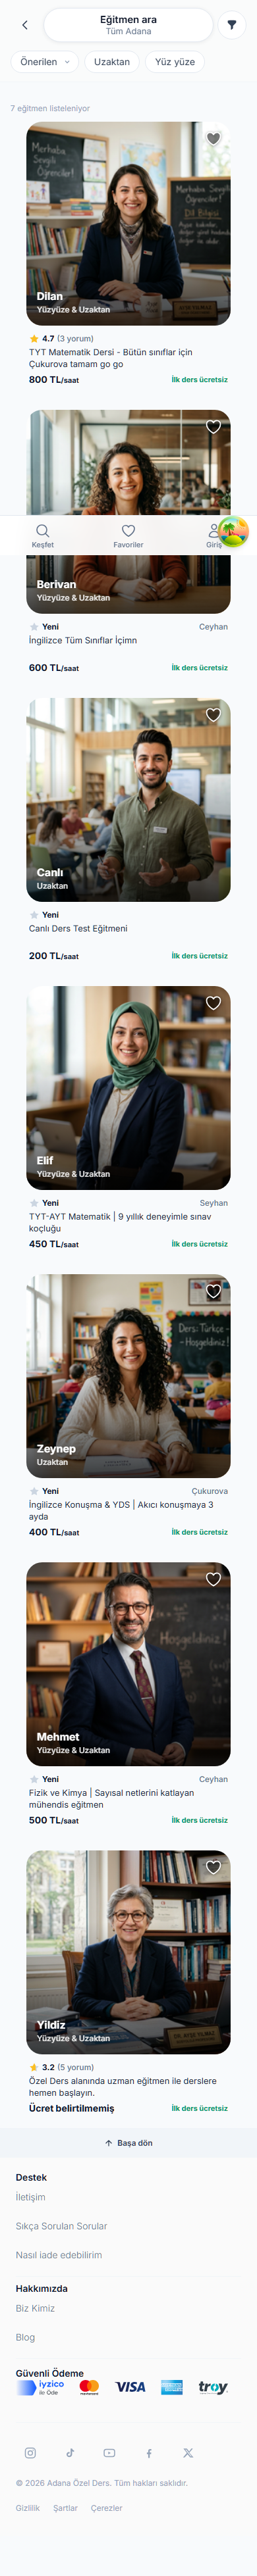 Eğitmen ara
Tüm Adana
Önerilen
Uzaktan
Yüz yüze
7 eğitmen listeleniyor
Dilan
Yüzyüze & Uzaktan
4.7 (3 yorum)
TYT Matematik Dersi - Bütün sınıflar için
Çukurova tamam go go
800 TL/saat
İlk ders ücretsiz
Keşfet
Favoriler
Giriş
Berivan
Yüzyüze & Uzaktan
Yeni
Ceyhan
İngilizce Tüm Sınıflar İçimn
600 TL/saat
İlk ders ücretsiz
Canlı
Uzaktan
Yeni
Canlı Ders Test Eğitmeni
200 TL/saat
İlk ders ücretsiz
Elif
Yüzyüze & Uzaktan
Yeni
Seyhan
TYT-AYT Matematik | 9 yıllık deneyimle sınav
koçluğu
450 TL/saat
İlk ders ücretsiz
Ders: Türkçe -
Hoşgeldiniz!
Zeynep
Uzaktan
Yeni
Çukurova
İngilizce Konuşma & YDS | Akıcı konuşmaya 3
ayda
400 TL/saat
İlk ders ücretsiz
Hoşgeldiniz!
Mehmet
Yüzyüze & Uzaktan
Yeni
Ceyhan
Fizik ve Kimya | Sayısal netlerini katlayan
mühendis eğitmen
500 TL/saat
İlk ders ücretsiz
Yildiz
Yüzyüze & Uzaktan
3.2 (5 yorum)
Özel Ders alanında uzman eğitmen ile derslere
hemen başlayın.
Ücret belirtilmemiş
İlk ders ücretsiz
Başa dön
Destek
İletişim
Sıkça Sorulan Sorular
Nasıl iade edebilirim
Hakkımızda
Biz Kimiz
Blog
Güvenli Ödeme
iyzico
ile Öde
mastercard
VISA
AMERICAN EXPRESS
troy
© 2026 Adana Özel Ders. Tüm hakları saklıdır.
Gizlilik
Şartlar
Çerezler